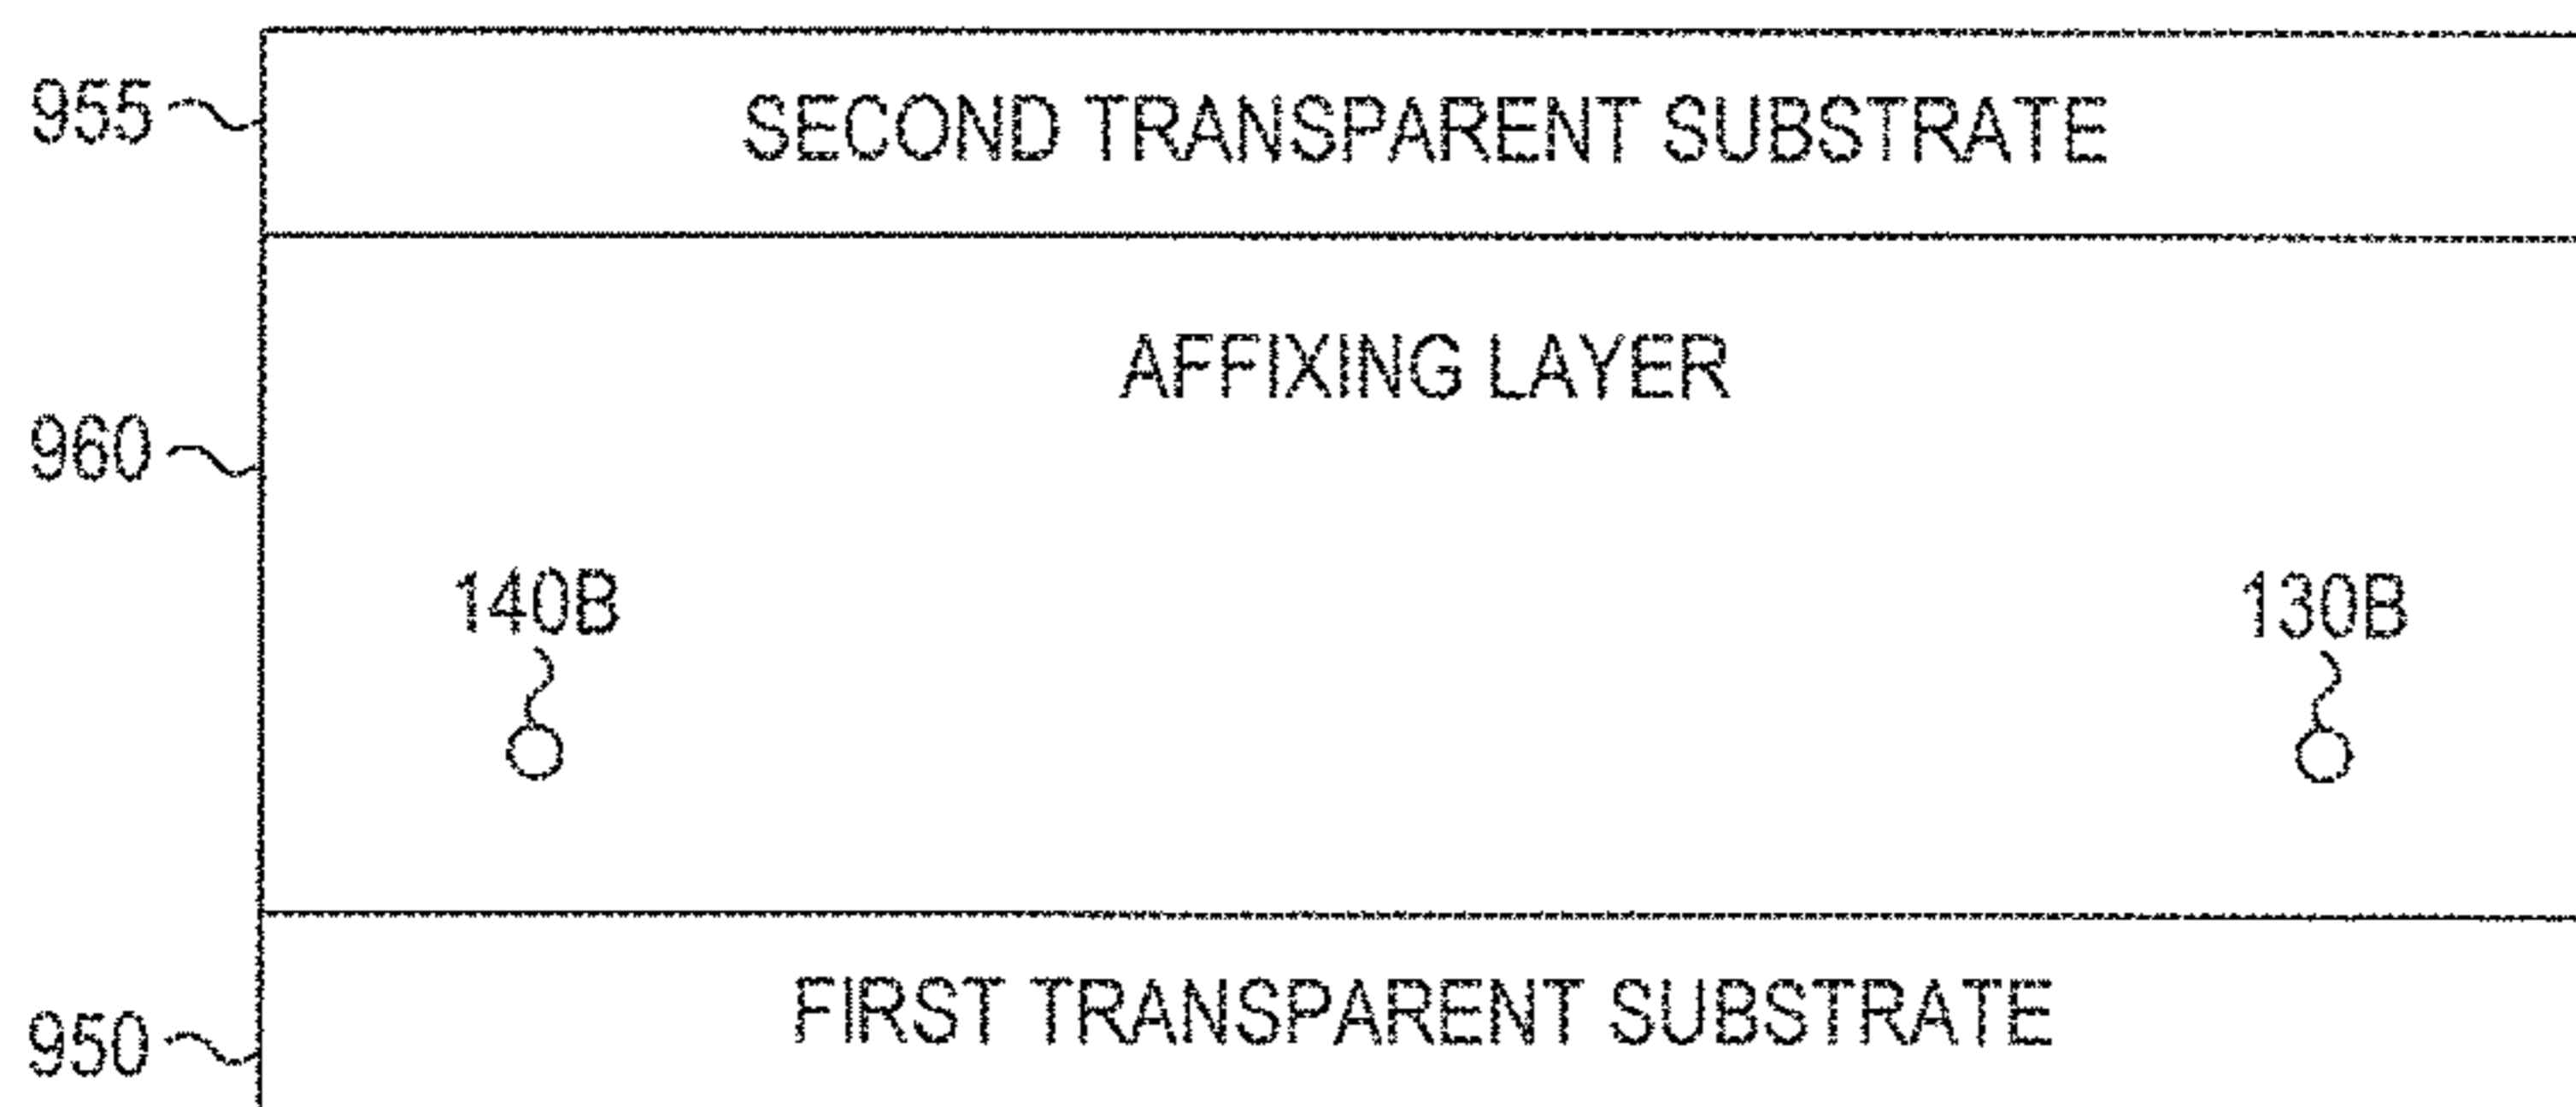 955
SECOND TRANSPARENT SUBSTRATE
AFFIXING LAYER
960
140B
130B
FIRST TRANSPARENT SUBSTRATE
950